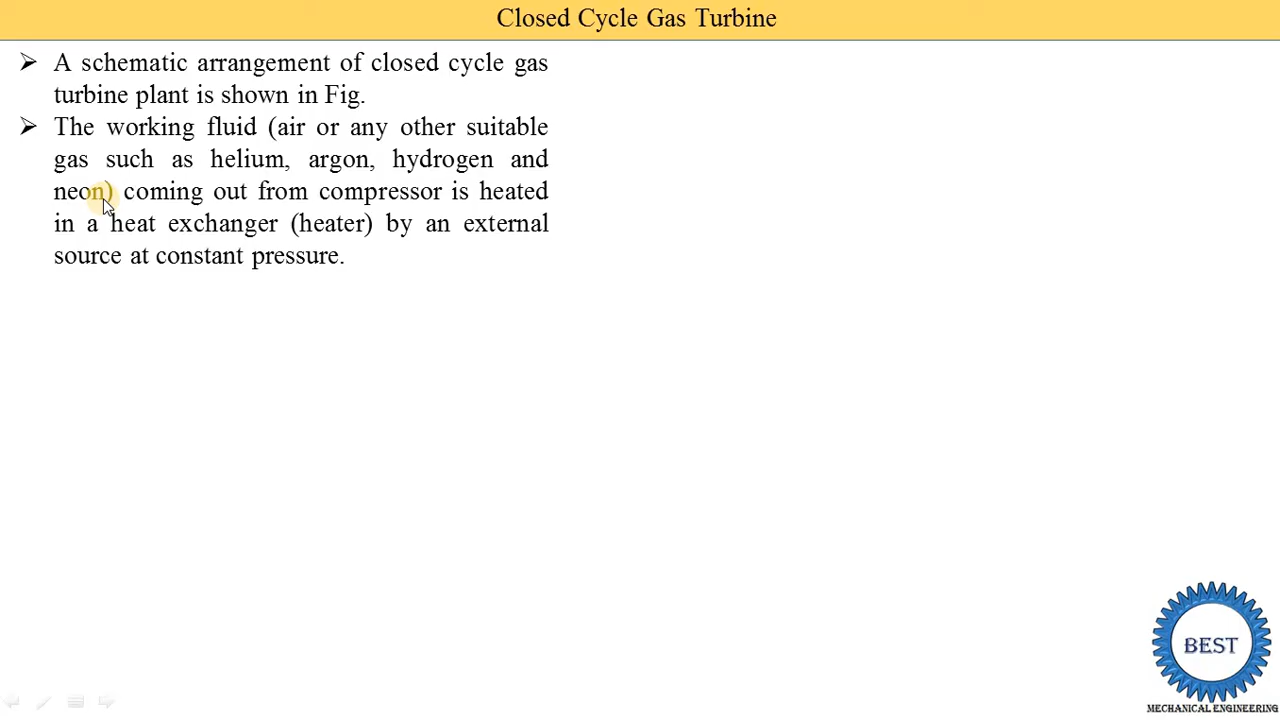 Closed Cycle Gas Turbine
➢ A schematic arrangement of closed cycle gas
turbine plant is shown in Fig.
➢ The working fluid (air or any other suitable
gas such as helium, argon, hydrogen and
neon) coming out from compressor is heated
in a heat exchanger (heater) by an external
source at constant pressure.
BEST
MECHANICAL ENGINEERING